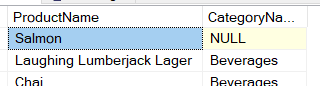 ProductName CategoryNa...
Salmon NULL
Laughing Lumberjack Lager Beverages
Chai Beverages